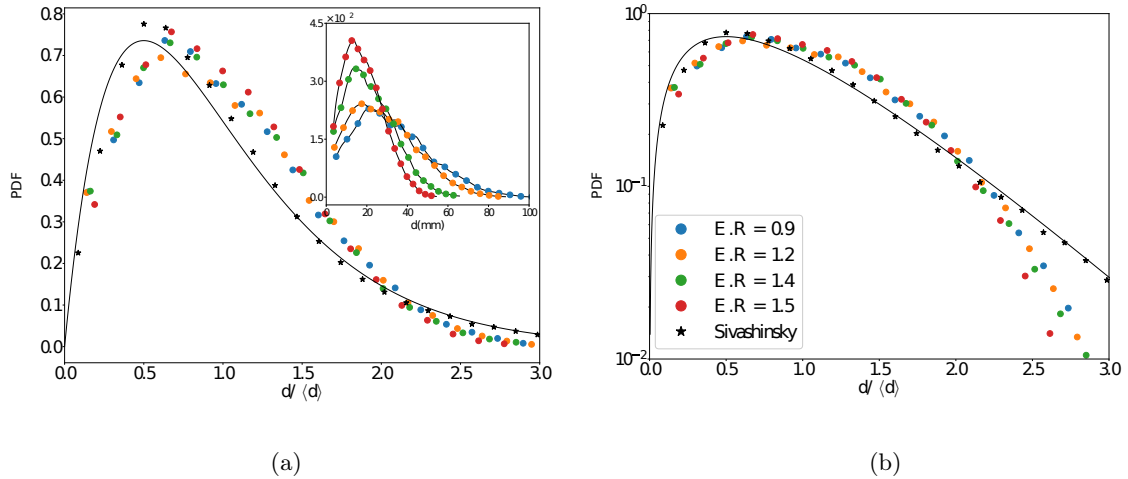 4.5 ×10²
3.0
1.5
0.0
0 20 40 60 80 100
d(mm)
0.8
0.7
0.6
0.5
0.4
0.3
0.2
0.1
0.0
PDF
0.0 0.5 1.0 1.5 2.0 2.5 3.0
d/ ⟨d⟩
(a)
10⁰
10⁻¹
10⁻²
PDF
E.R = 0.9
E.R = 1.2
E.R = 1.4
E.R = 1.5
Sivashinsky
0.0 0.5 1.0 1.5 2.0 2.5 3.0
d/ ⟨d⟩
(b)